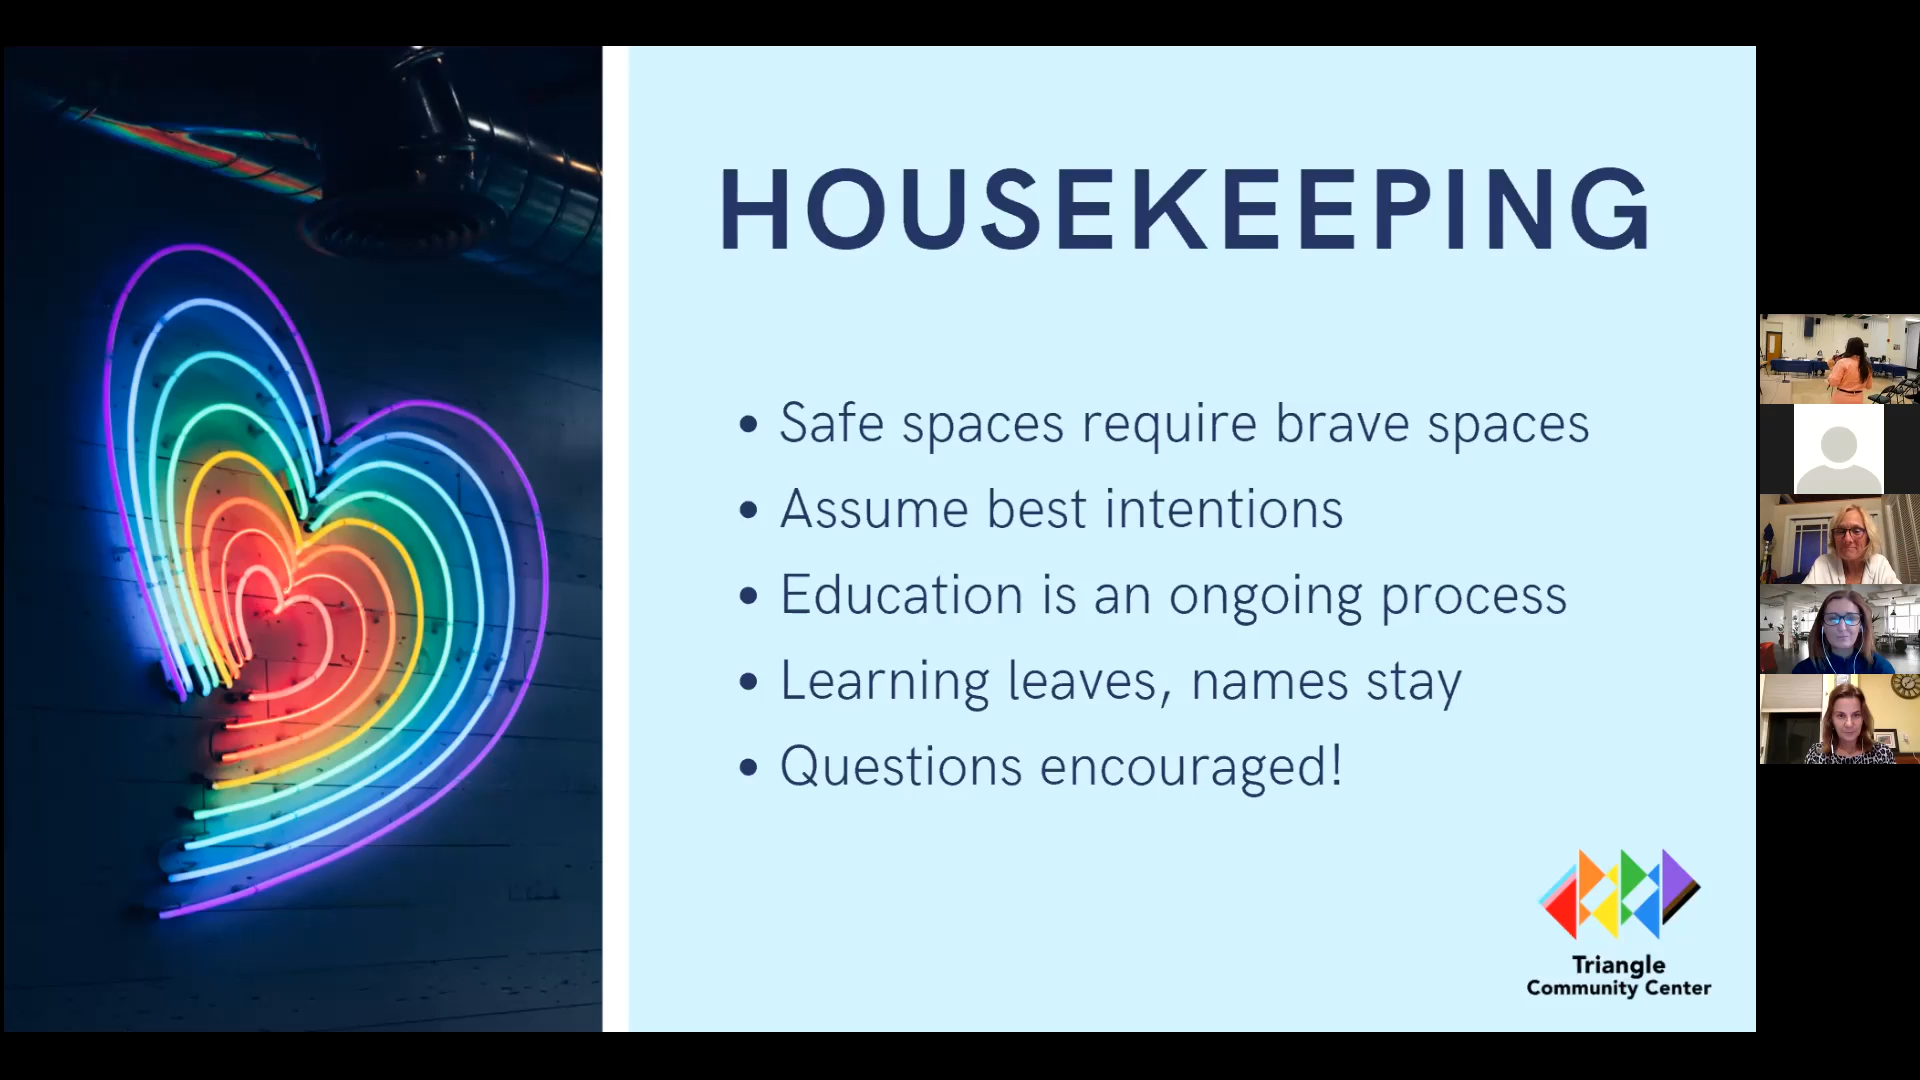 HOUSEKEEPING
• Safe spaces require brave spaces
• Assume best intentions
• Education is an ongoing process
• Learning leaves, names stay
• Questions encouraged!
Triangle
Community Center